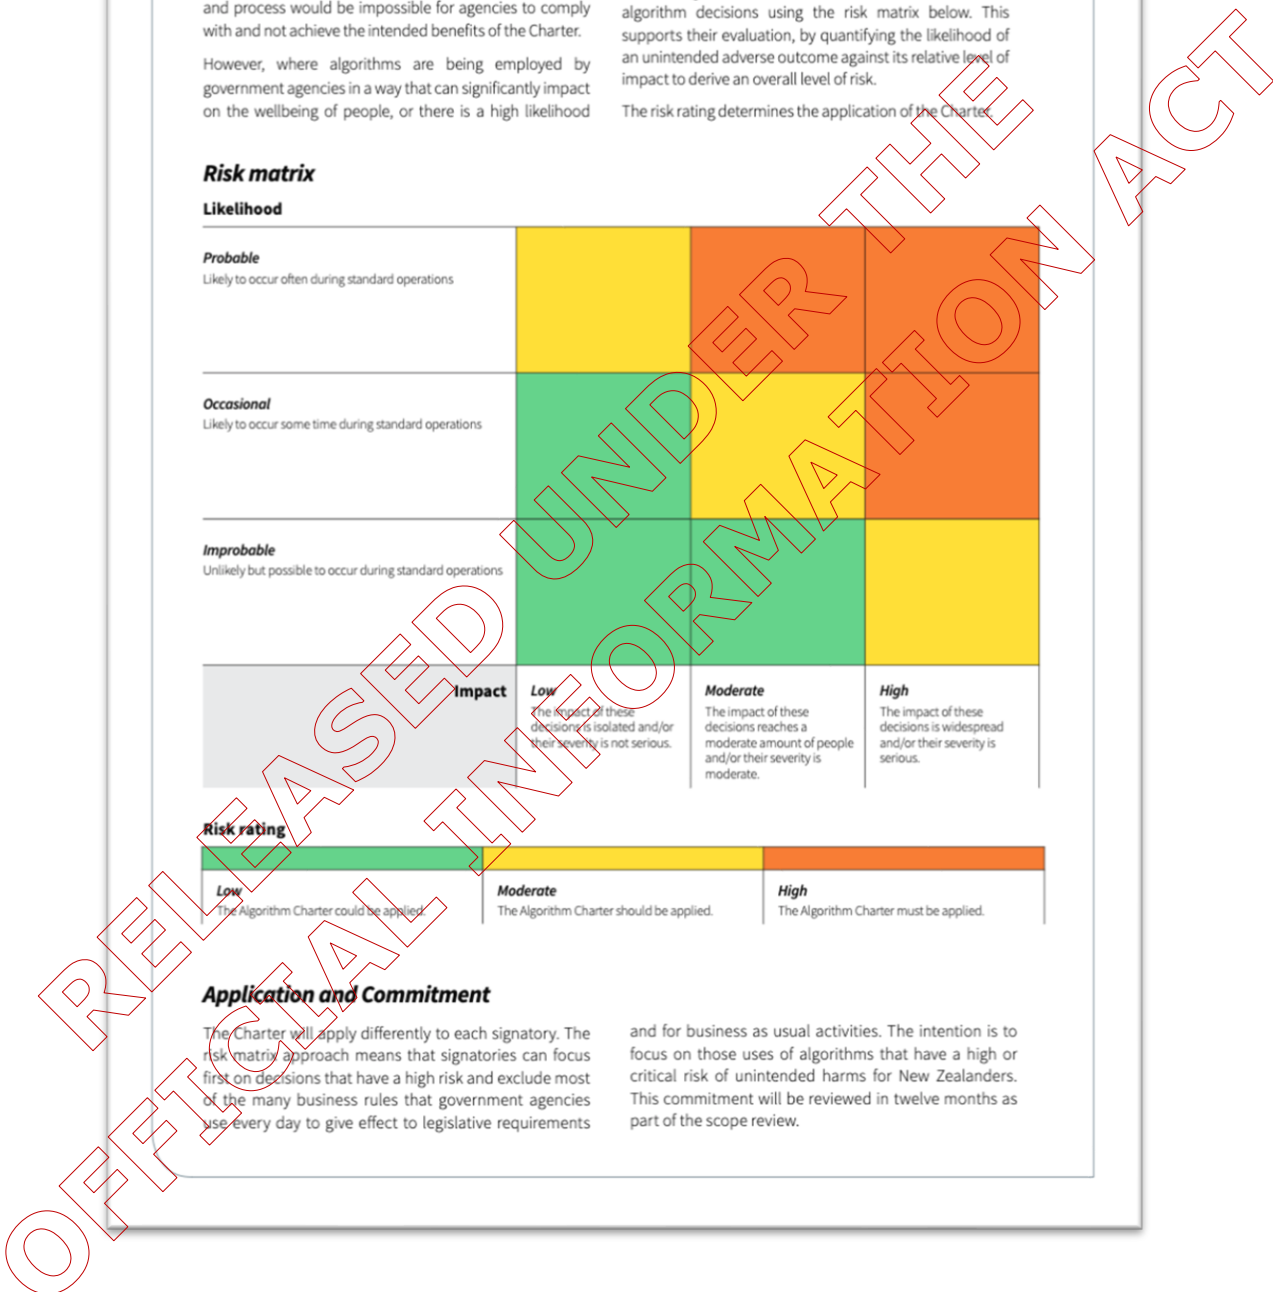 and process would be impossible for agencies to comply
with and not achieve the intended benefits of the Charter.
However, where algorithms are being employed by
government agencies in a way that can significantly impact
on the wellbeing of people, or there is a high likelihood
algorithm decisions using the risk matrix below. This
supports their evaluation, by quantifying the likelihood of
an unintended adverse outcome against its relative level of
impact to derive an overall level of risk.
The risk rating determines the application of the Charter.
Risk matrix
Likelihood
Probable
Likely to occur often during standard operations
Occasional
Likely to occur some time during standard operations
Improbable
Unlikely but possible to occur during standard operations
Impact
Low
The impact of these
decisions is isolated and/or
their severity is not serious.
Moderate
The impact of these
decisions reaches a
moderate amount of people
and/or their severity is
moderate.
High
The impact of these
decisions is widespread
and/or their severity is
serious.
Risk rating
Low
The Algorithm Charter could be applied.
Moderate
The Algorithm Charter should be applied.
High
The Algorithm Charter must be applied.
Application and Commitment
The Charter will apply differently to each signatory. The
risk matrix approach means that signatories can focus
first on decisions that have a high risk and exclude most
of the many business rules that government agencies
use every day to give effect to legislative requirements
and for business as usual activities. The intention is to
focus on those uses of algorithms that have a high or
critical risk of unintended harms for New Zealanders.
This commitment will be reviewed in twelve months as
part of the scope review.
RELEASED UNDER THE
OFFICIAL INFORMATION ACT